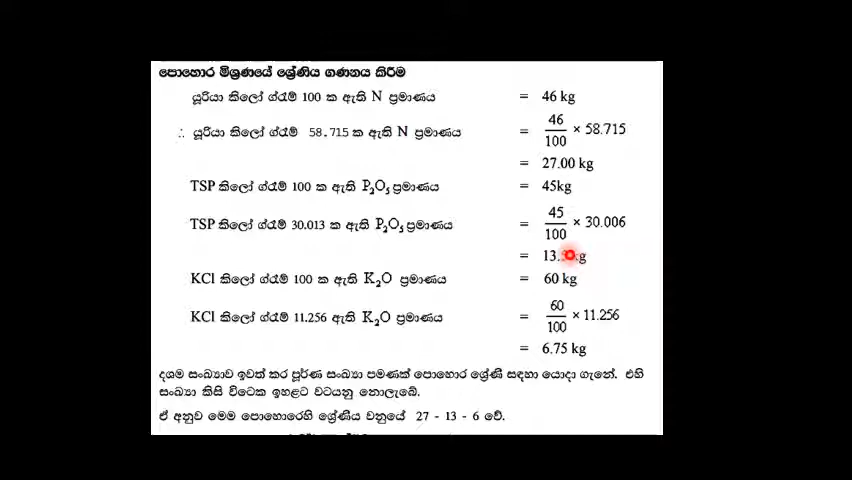 පොහොර මිශ්‍රණයේ ශ්‍රේණිය ගණනය කිරීම
යූරියා කිලෝ ග්රෑම් 100 ක ඇති N ප්‍රමාණය = 46 kg
∴ යූරියා කිලෝ ග්රෑම් 58.715 ක ඇති N ප්‍රමාණය = 46/100 × 58.715
= 27.00 kg
TSP කිලෝ ග්රෑම් 100 ක ඇති P₂O₅ ප්‍රමාණය = 45kg
TSP කිලෝ ග්රෑම් 30.013 ක ඇති P₂O₅ ප්‍රමාණය = 45/100 × 30.006
= 13. kg
KCl කිලෝ ග්රෑම් 100 ක ඇති K₂O ප්‍රමාණය = 60 kg
KCl කිලෝ ග්රෑම් 11.256 ඇති K₂O ප්‍රමාණය = 60/100 × 11.256
= 6.75 kg
දශම සංඛ්‍යාව ඉවත් කර පූර්ණ සංඛ්‍යා පමණක් පොහොර ශ්‍රේණී සඳහා යොදා ගැනේ. එහි
සංඛ්‍යා කිසි විටෙක ඉහළට වටයනු නොලැබේ.
ඒ අනුව මෙම පොහොරෙහි ශ්‍රේණිය වනුයේ 27 - 13 - 6 වේ.